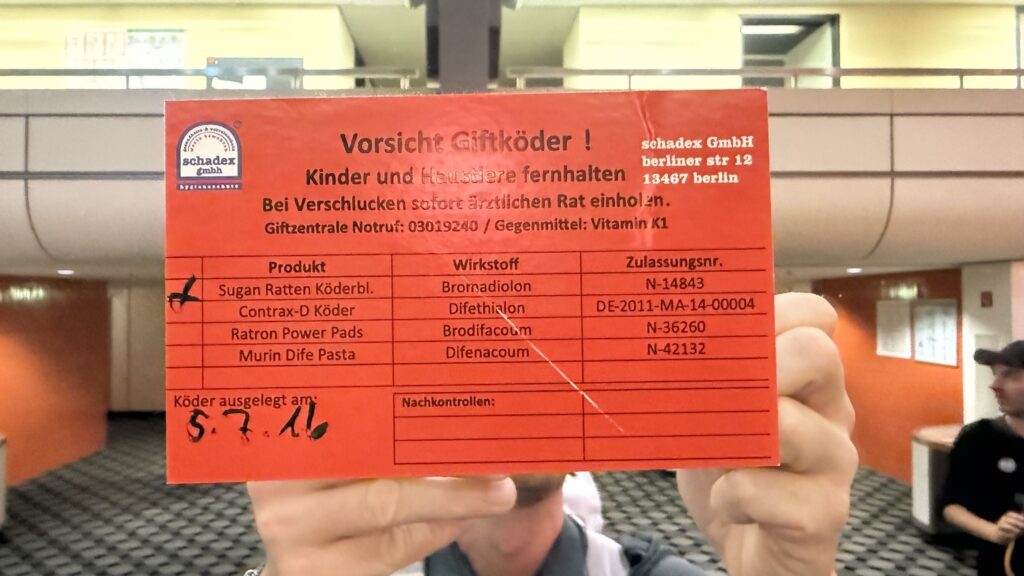 schadex
gmbh
hygieneschutz
Vorsicht Giftköder !
Kinder und Haustiere fernhalten
Bei Verschlucken sofort ärztlichen Rat einholen.
Giftzentrale Notruf: 03019240 / Gegenmittel: Vitamin K1
schadex GmbH
berliner str 12
13467 berlin
Produkt Wirkstoff Zulassungsnr.
x Sugan Ratten Köderbl. Bromadiolon N-14843
Contrax-D Köder Difethialon DE-2011-MA-14-00004
Ratron Power Pads Brodifacoum N-36260
Murin Dife Pasta Difenacoum N-42132
Köder ausgelegt am:
5.7.16
Nachkontrollen: